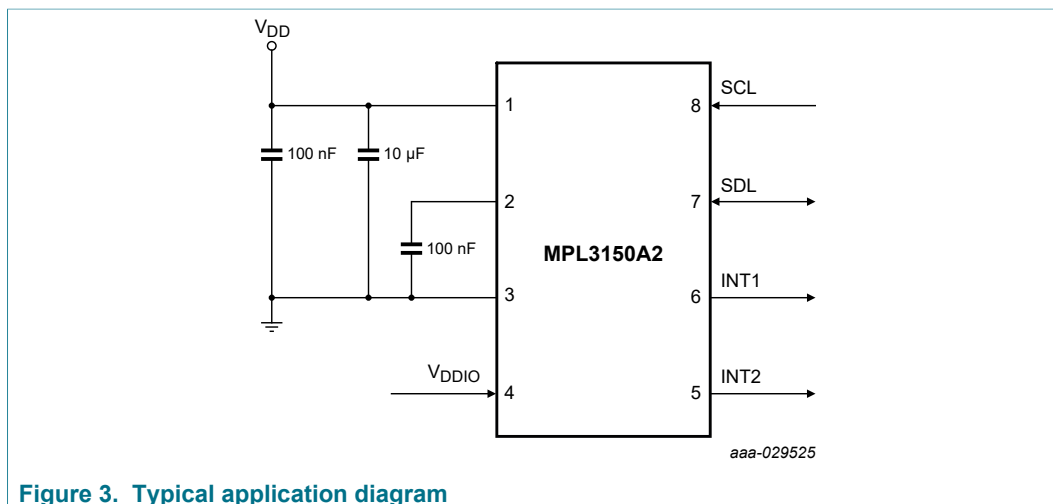 VDD
1
8
SCL
100 nF
10 µF
2
7
SDL
100 nF
MPL3150A2
3
6
INT1
VDDIO
4
5
INT2
aaa-029525
Figure 3. Typical application diagram